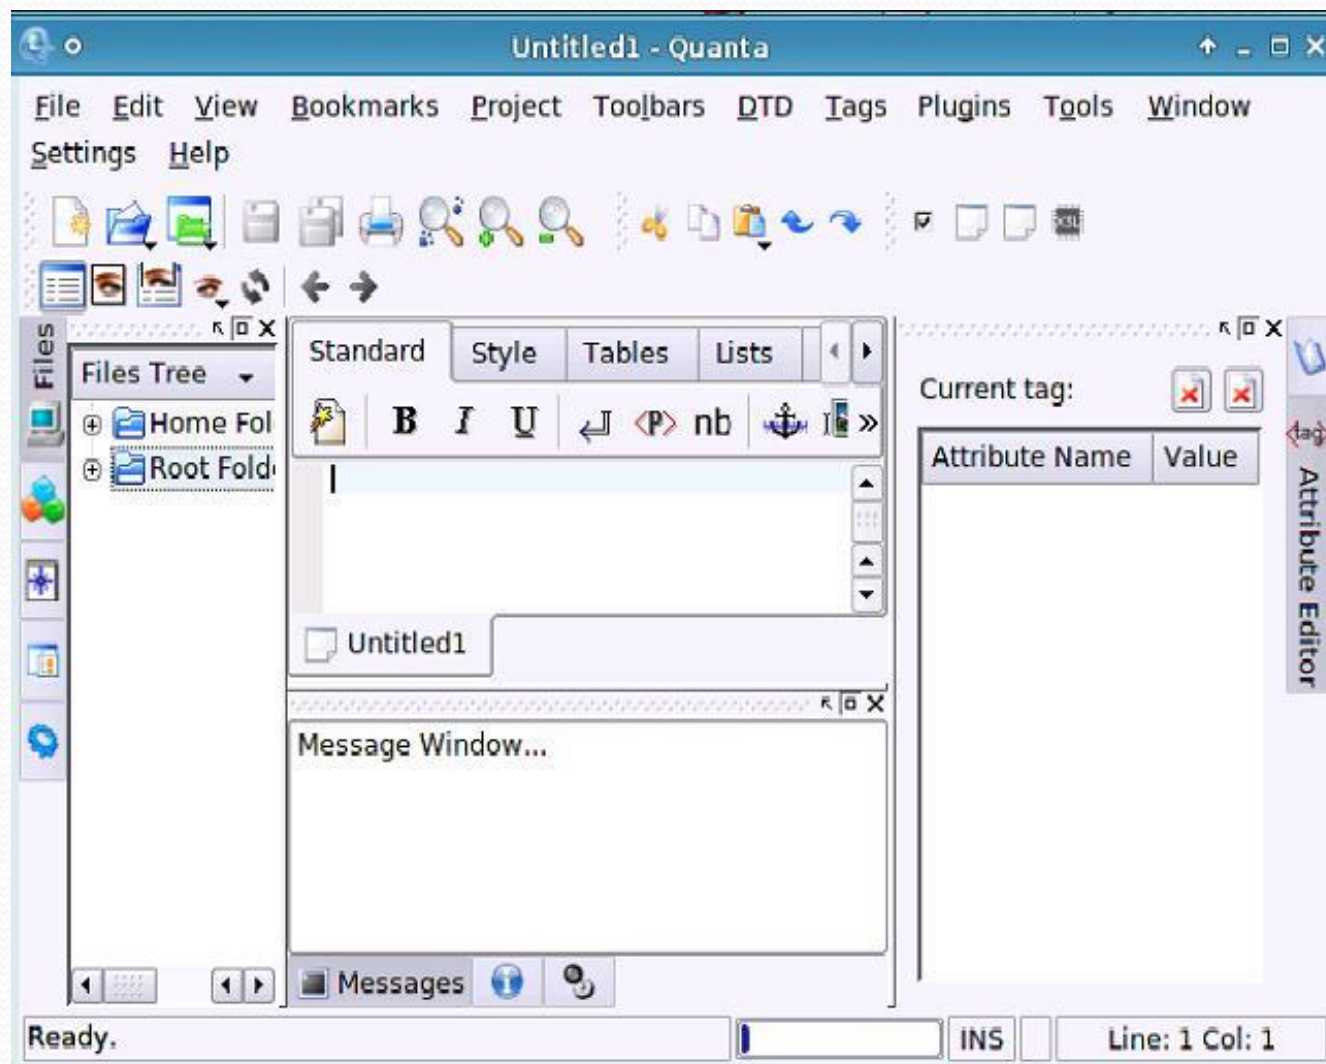 Untitled1 - Quanta
File Edit View Bookmarks Project Toolbars DTD Tags Plugins Tools Window
Settings Help
Files
Files Tree
Home Fol
Root Fold
Standard Style Tables Lists
B I U <P> nb »
Untitled1
Message Window...
Messages
Current tag:
Attribute Name Value
<tag>
Attribute Editor
Ready. INS Line: 1 Col: 1